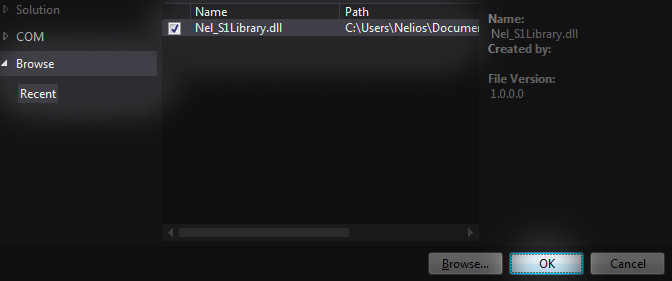 Solution
COM
Browse
Recent
Name Path
Nel_S1Library.dll C:\Users\Nelios\Docume
Name:
Nel_S1Library.dll
Created by:
File Version:
1.0.0.0
Browse... OK Cancel